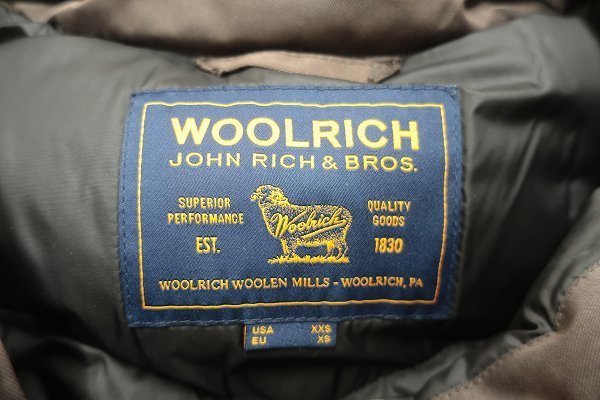 WOOLRICH
JOHN RICH & BROS.
SUPERIOR PERFORMANCE
QUALITY GOODS
Woolrich
EST. 1830
WOOLRICH WOOLEN MILLS - WOOLRICH, PA
USA XXS
EU XS